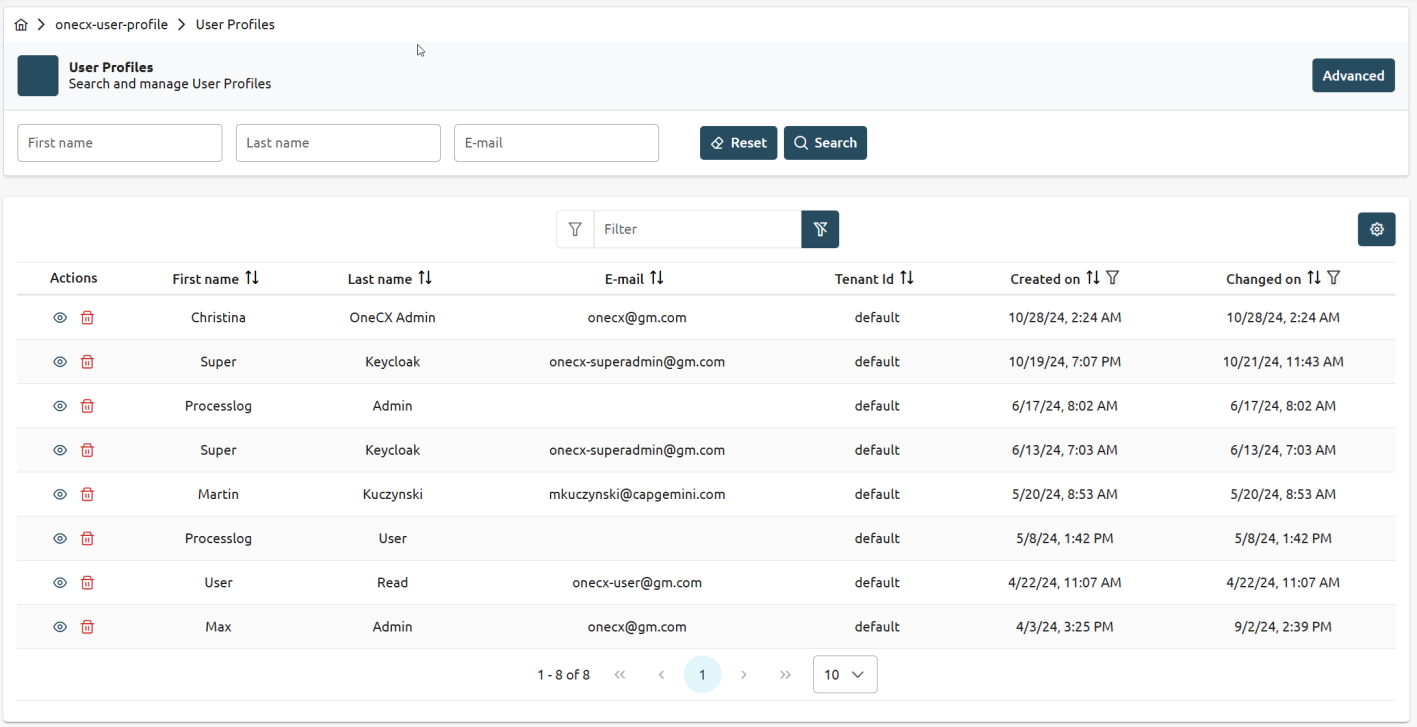 onecx-user-profile User Profiles
User Profiles
Search and manage User Profiles
Advanced
First name Last name E-mail Reset Search
Filter
Actions First name Last name E-mail Tenant Id Created on Changed on
Christina OneCX Admin onecx@gm.com default 10/28/24, 2:24 AM 10/28/24, 2:24 AM
Super Keycloak onecx-superadmin@gm.com default 10/19/24, 7:07 PM 10/21/24, 11:43 AM
Processlog Admin default 6/17/24, 8:02 AM 6/17/24, 8:02 AM
Super Keycloak onecx-superadmin@gm.com default 6/13/24, 7:03 AM 6/13/24, 7:03 AM
Martin Kuczynski mkuczynski@capgemini.com default 5/20/24, 8:53 AM 5/20/24, 8:53 AM
Processlog User default 5/8/24, 1:42 PM 5/8/24, 1:42 PM
User Read onecx-user@gm.com default 4/22/24, 11:07 AM 4/22/24, 11:07 AM
Max Admin onecx@gm.com default 4/3/24, 3:25 PM 9/2/24, 2:39 PM
1 - 8 of 8 1 10